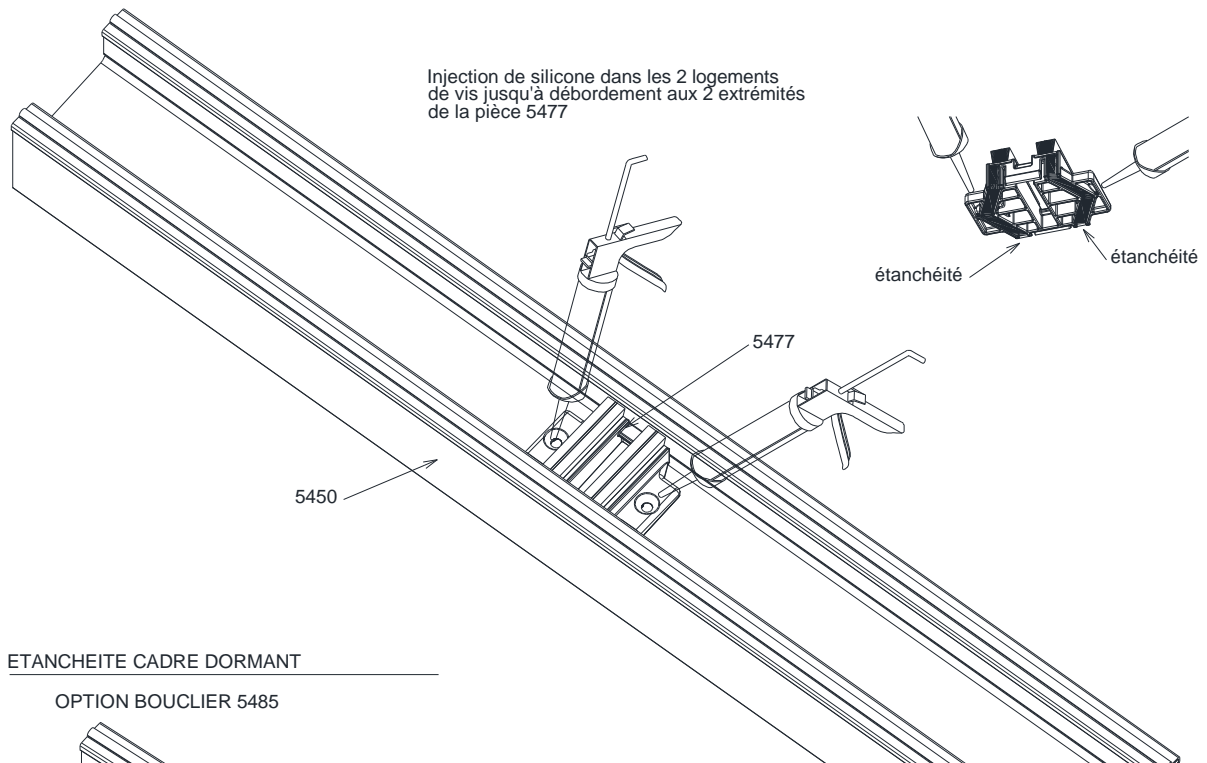 Injection de silicone dans les 2 logements
de vis jusqu'à débordement aux 2 extrémités
de la pièce 5477
étanchéité
étanchéité
5477
5450
ETANCHEITE CADRE DORMANT
OPTION BOUCLIER 5485